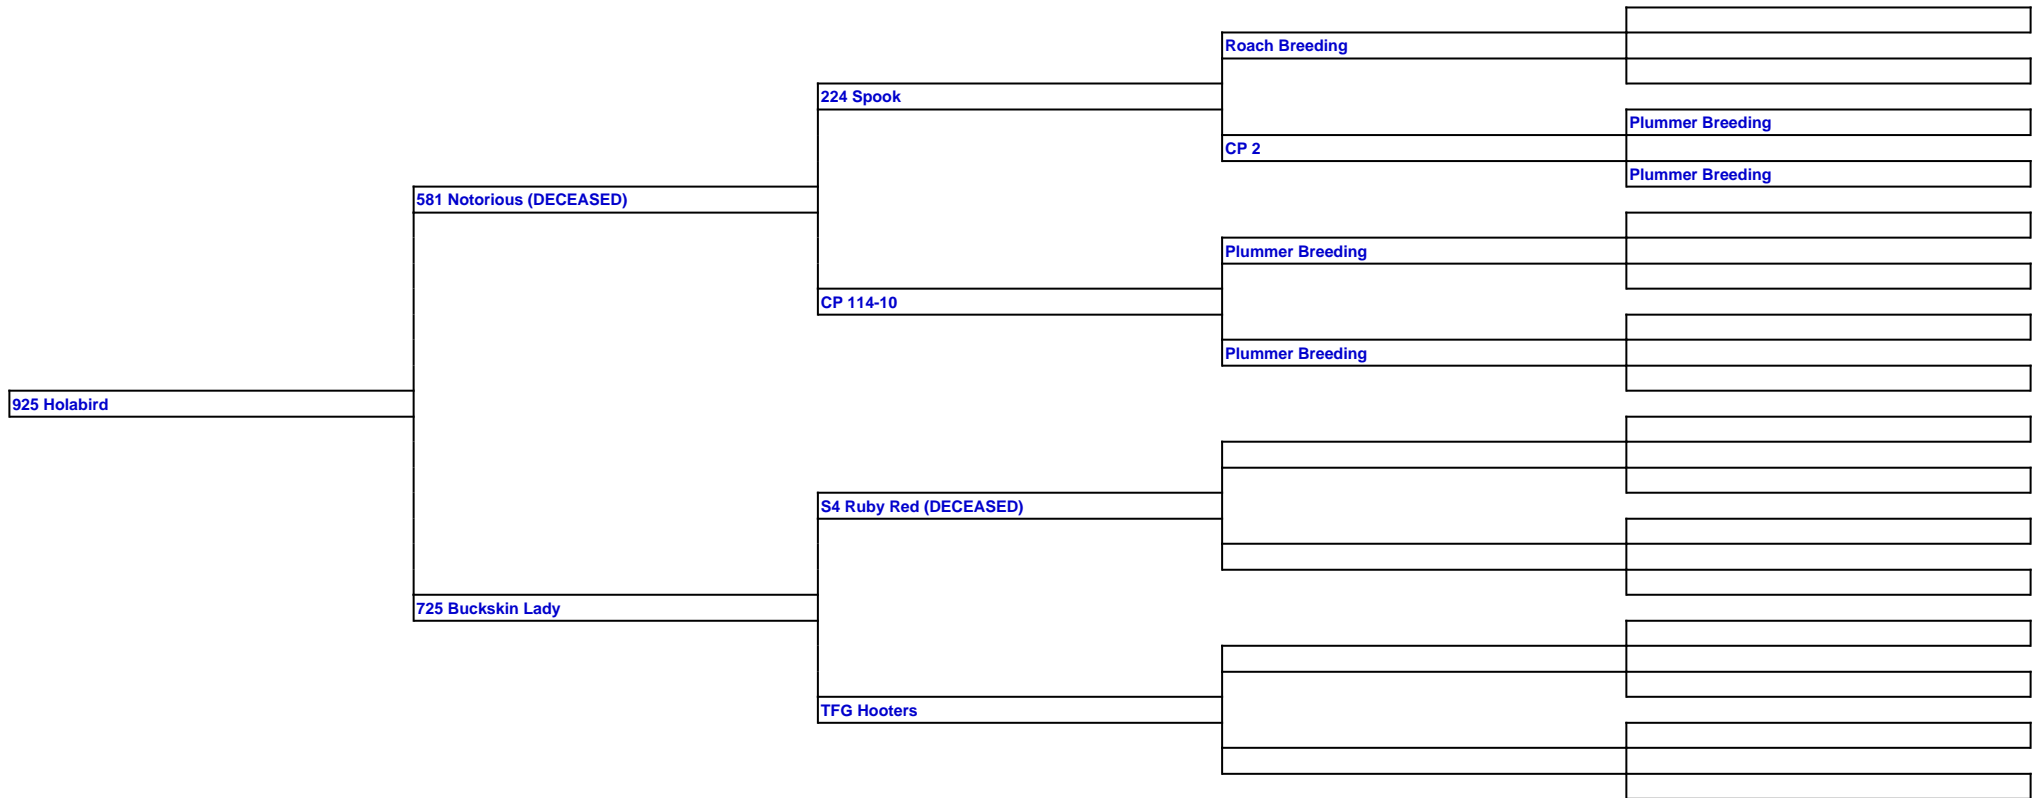 Roach Breeding
224 Spook
Plummer Breeding
CP 2
Plummer Breeding
581 Notorious (DECEASED)
Plummer Breeding
CP 114-10
Plummer Breeding
925 Holabird
S4 Ruby Red (DECEASED)
725 Buckskin Lady
TFG Hooters